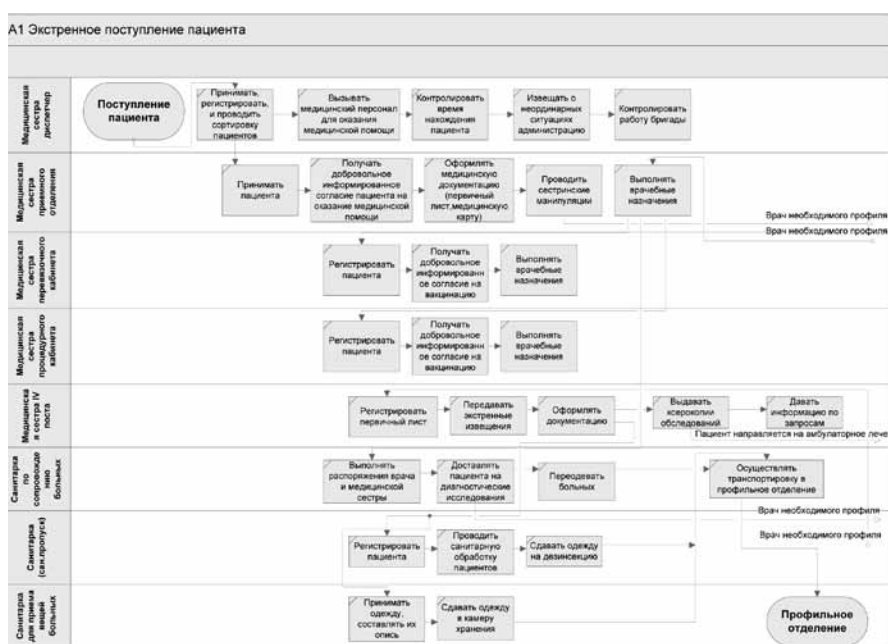 А1 Экстренное поступление пациента
Медицинская
сестра
диспетчер
Поступление
пациента
Принимать,
регистрировать,
и проводить
сортировку
пациентов
Вызывать
медицинский персонал
для оказания
медицинской помощи
Контролировать
время
нахождения
пациента
Извещать о
неординарных
ситуациях
администрацию
Контролировать
работу бригады
Медицинская
сестра
приемного
отделения
Принимать
пациента
Получать
добровольное
информированное
согласие пациента на
оказание медицинской
помощи
Оформлять
медицинскую
документацию
(первичный
лист,медицинскую
карту)
Проводить
сестринские
манипуляции
Выполнять
врачебные
назначения
Врач необходимого профиля
Врач необходимого профиля
Медицинская
сестра
перевязочного
кабинета
Регистрировать
пациента
Получать
добровольное
информированн
ое согласие на
вакцинацию
Выполнять
врачебные
назначения
Медицинская
сестра
процедурного
кабинета
Регистрировать
пациента
Получать
добровольное
информированн
ое согласие на
вакцинацию
Выполнять
врачебные
назначения
Медицинска
я сестра IV
поста
Регистрировать
первичный лист
Передавать
экстренные
извещения
Оформлять
документацию
Выдавать
ксерокопии
обследований
Давать
информацию по
запросам
Пациент направляется на амбулаторное лече
Санитарка
по
сопровожде
нию
больных
Выполнять
распоряжения врача
и медицинской
сестры
Доставлять
пациента на
диагностические
исследования
Переодевать
больных
Осуществлять
транспортировку в
профильное отделение
Врач необходимого профиля
Врач необходимого профиля
Санитарка
(сан.пропуск)
Регистрировать
пациента
Проводить
санитарную
обработку
пациентов
Сдавать одежду
на дезинсекцию
Санитарка
для приема
вещей
больных
Принимать
одежду,
составлять их
опись
Сдавать одежду
в камеру
хранения
Профильное
отделение